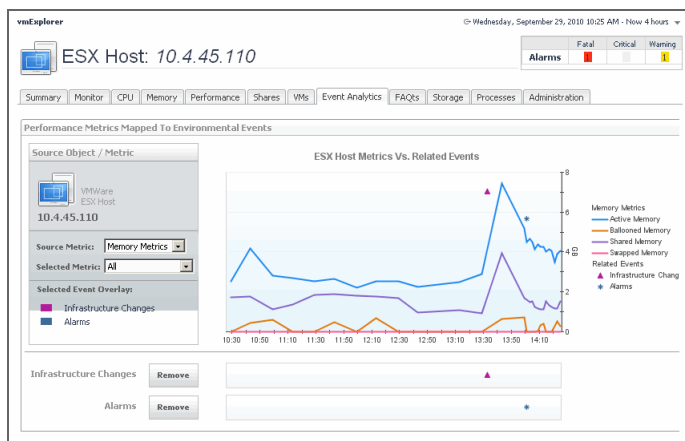 vmExplorer
Wednesday, September 29, 2010 10:25 AM - Now 4 hours
ESX Host: 10.4.45.110
Fatal Critical Warning
Alarms 1 1
Summary Monitor CPU Memory Performance Shares VMs Event Analytics FAQts Storage Processes Administration
Performance Metrics Mapped To Environmental Events
Source Object / Metric
VMWare
ESX Host
10.4.45.110
Source Metric: Memory Metrics
Selected Metric: All
Selected Event Overlay:
Infrastructure Changes
Alarms
ESX Host Metrics Vs. Related Events
8
6
4
2
0
GB
10:30 10:50 11:10 11:30 11:50 12:10 12:30 12:50 13:10 13:30 13:50 14:10
Memory Metrics
Active Memory
Ballooned Memory
Shared Memory
Swapped Memory
Related Events
Infrastructure Chang
Alarms
Infrastructure Changes Remove
Alarms Remove